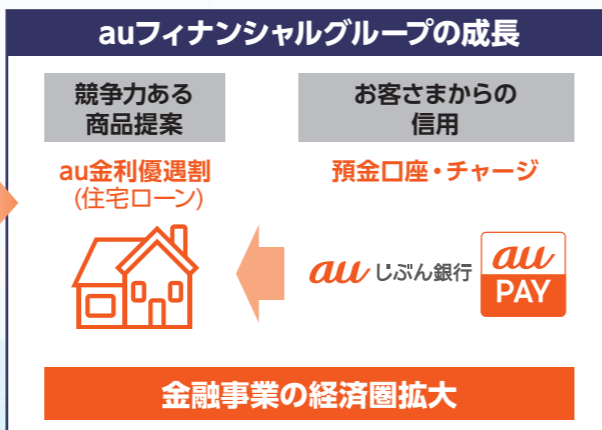 auフィナンシャルグループの成長
競争力ある
商品提案
au金利優遇割
(住宅ローン)
お客さまからの
信用
預金口座・チャージ
au じぶん銀行
au
PAY
金融事業の経済圏拡大